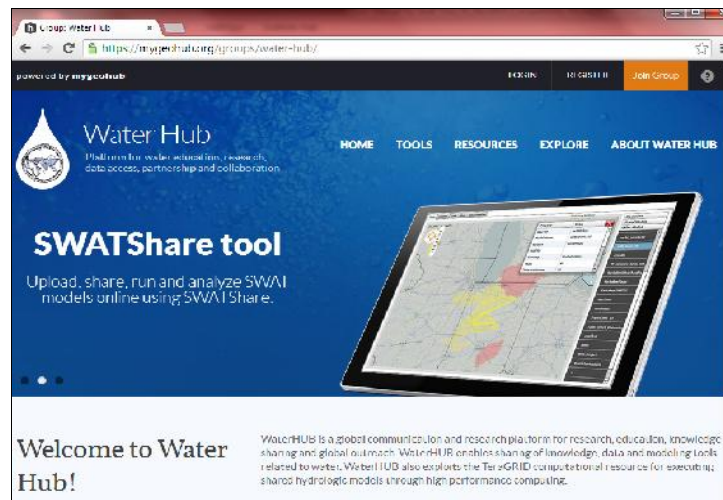 Group: Water Hub
https://mygeohub.org/groups/water-hub/
powered by mygeohub
LOGIN REGISTER Join Group
Water Hub
Platform for water education, research,
data access, partnership and collaboration
HOME TOOLS RESOURCES EXPLORE ABOUT WATER HUB
SWATShare tool
Upload, share, run and analyze SWAT
models online using SWATShare.
Welcome to Water
Hub!
WaterHUB is a global communication and research platform for research, education, knowledge
sharing and global outreach. WaterHUB enables sharing of knowledge, data and modeling tools
related to water. WaterHUB also exploits the TeraGRID computational resource for executing
shared hydrologic models through high performance computing.